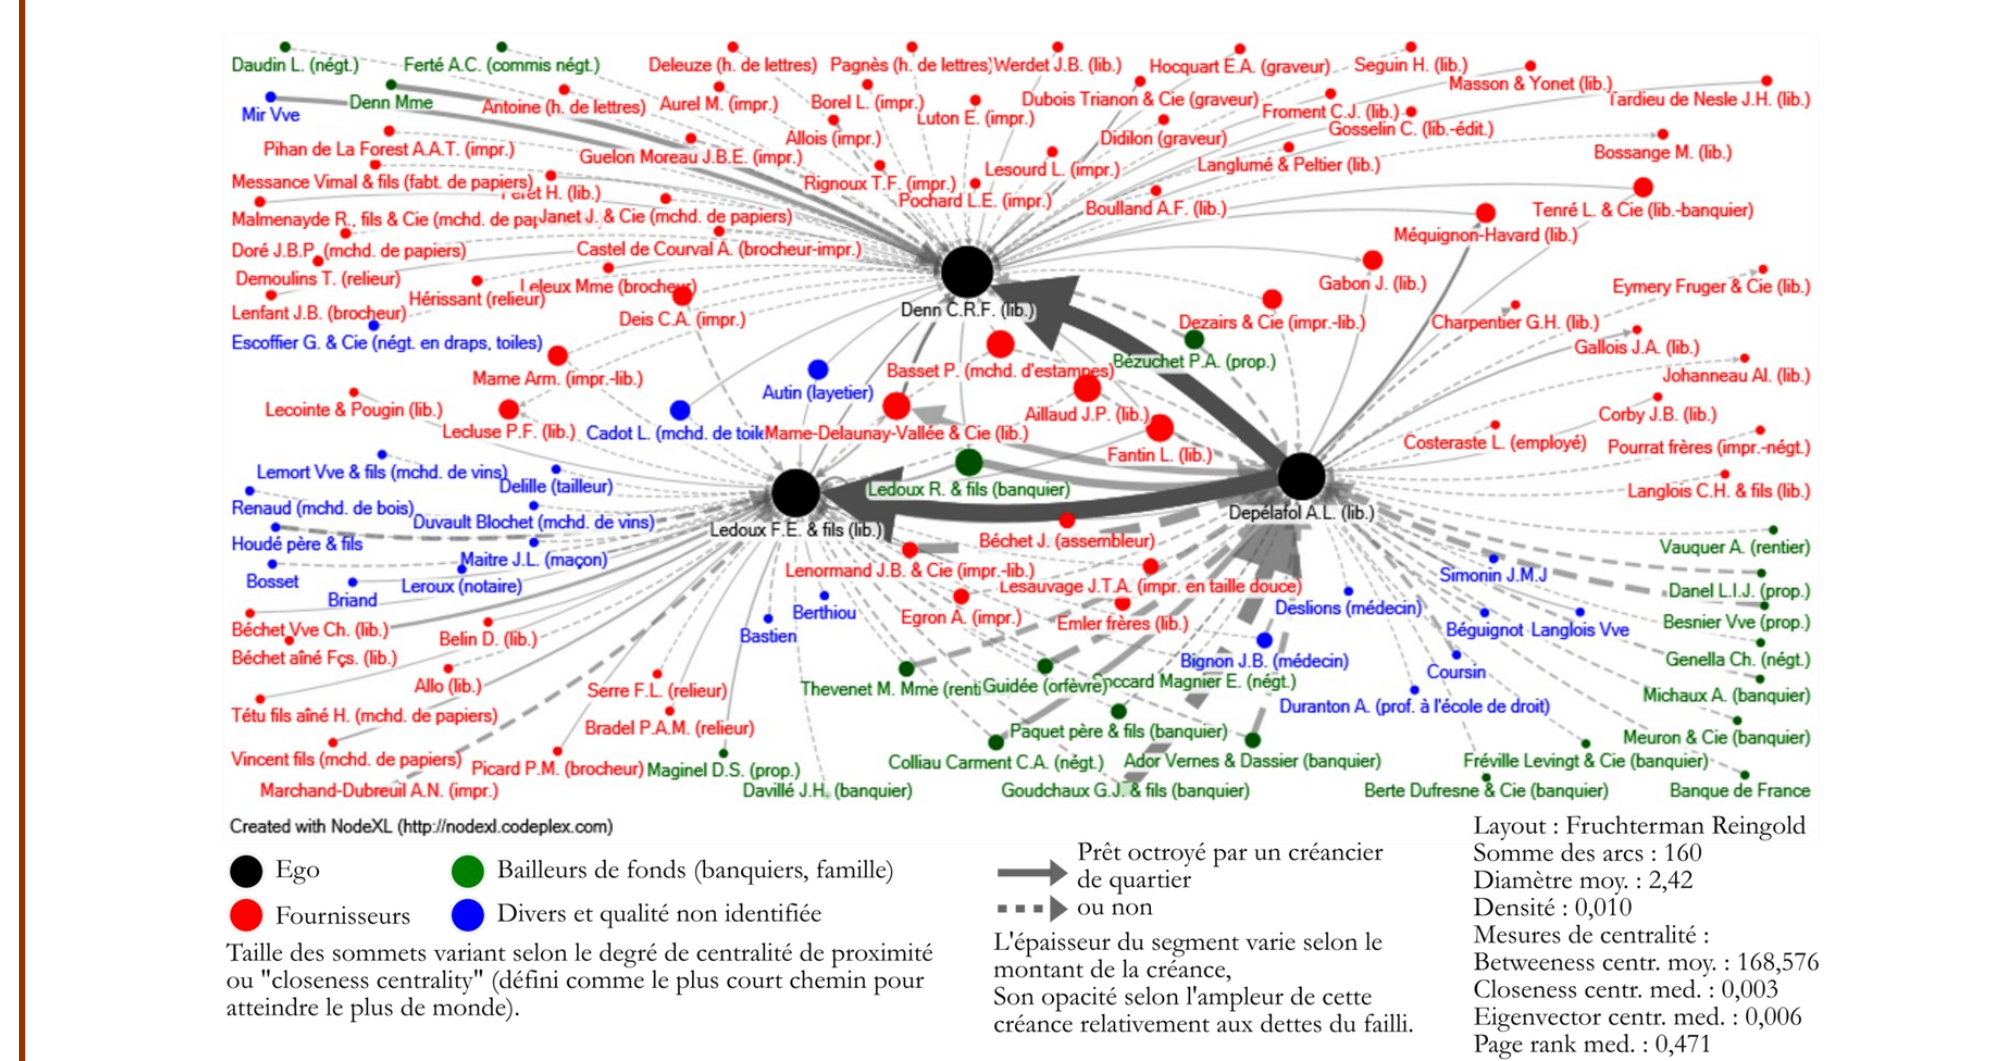 Daudin L. (négt.)
Ferté A.C. (commis négt.)
Deleuze (h. de lettres)
Pagnès (h. de lettres)
Werdet J.B. (lib.)
Hocquart E.A. (graveur)
Seguin H. (lib.)
Masson & Yonet (lib.)
Tardieu de Nesle J.H. (lib.)
Mir Vve
Denn Mme
Antoine (h. de lettres)
Aurel M. (impr.)
Borel L. (impr.)
Luton E. (impr.)
Dubois Trianon & Cie (graveur)
Froment C.J. (lib.)
Gosselin C. (lib.-édit.)
Pihan de La Forest A.A.T. (impr.)
Guelon Moreau J.B.E. (impr.)
Allois (impr.)
Didilon (graveur)
Bossange M. (lib.)
Messance Vimal & fils (fabt. de papiers)
H. (lib.)
Rignoux T.F. (impr.)
Lesourd L. (impr.)
Langlumé & Peltier (lib.)
Pochard L.E. (impr.)
Boulland A.F. (lib.)
Tenré L. & Cie (lib.-banquier)
Malmenayde R., fils & Cie (mchd. de
Janet J. & Cie (mchd. de papiers)
Méquignon-Havard (lib.)
Doré J.B.P. (mchd. de papiers)
Castel de Courval A. (brocheur-impr.)
Demoulins T. (relieur)
Leleux Mme (brocheur)
Gabon J. (lib.)
Eymery Fruger & Cie (lib.)
Hérissant (relieur)
Lenfant J.B. (brocheur)
Deis C.A. (impr.)
Denn C.R.F. (lib.)
Dezairs & Cie (impr.-lib.)
Charpentier G.H. (lib.)
Escoffier G. & Cie (négt. en draps, toiles)
Gallois J.A. (lib.)
Mame Arm. (impr.-lib.)
Autin (layetier)
Basset P. (mchd. d'estampes)
Bézuchet P.A. (prop.)
Johanneau Al. (lib.)
Lecointe & Pougin (lib.)
Aillaud J.P. (lib.)
Corby J.B. (lib.)
Lecluse P.F. (lib.)
Cadot L. (mchd. de
Mame-Delaunay-Vallée & Cie (lib.)
Costeraste L. (employé)
Pourrat frères (impr.-négt.)
Fantin L. (lib.)
Lemort Vve & fils (mchd. de vins)
Delille (tailleur)
Ledoux R. & fils (banquier)
Langlois C.H. & fils (lib.)
Renaud (mchd. de bois)
Duvault Blochet (mchd. de vins)
Ledoux F.E. & fils (lib.)
Depélafol A.L. (lib.)
Houdé père & fils
Béchet J. (assembleur)
Vauquer A. (rentier)
Maitre J.L. (maçon)
Lenormand J.B. & Cie (impr.-lib.)
Simonin J.M.J
Bosset
Leroux (notaire)
Lesauvage J.T.A. (impr. en taille douce)
Danel L.I.J. (prop.)
Briand
Berthiou
Deslions (médecin)
Béchet Vve Ch. (lib.)
Belin D. (lib.)
Bastien
Egron A. (impr.)
Emler frères (lib.)
Béguignot
Langlois Vve
Besnier Vve (prop.)
Béchet aîné Fçs. (lib.)
Bignon J.B. (médecin)
Coursin
Genella Ch. (négt.)
Allo (lib.)
Serre F.L. (relieur)
Thevenet M. Mme
Guidée (orfèvre)
Magnier E. (négt.)
Michaux A. (banquier)
Tétu fils aîné H. (mchd. de papiers)
Bradel P.A.M. (relieur)
Duranton A. (prof. à l'école de droit)
Paquet père & fils (banquier)
Meuron & Cie (banquier)
Vincent fils (mchd. de papiers)
Picard P.M. (brocheur)
Maginel D.S. (prop.)
Colliau Carment C.A. (négt.)
Ador Vernes & Dassier (banquier)
Fréville Levingt & Cie (banquier)
Marchand-Dubreuil A.N. (impr.)
Davillé J.H. (banquier)
Goudchaux G.J. & fils (banquier)
Berte Dufresne & Cie (banquier)
Banque de France
Created with NodeXL (http://nodexl.codeplex.com)
Ego
Bailleurs de fonds (banquiers, famille)
Fournisseurs
Divers et qualité non identifiée
Taille des sommets variant selon le degré de centralité de proximité
ou "closeness centrality" (défini comme le plus court chemin pour
atteindre le plus de monde).
Prêt octroyé par un créancier
de quartier
ou non
L'épaisseur du segment varie selon le
montant de la créance,
Son opacité selon l'ampleur de cette
créance relativement aux dettes du failli.
Layout : Fruchterman Reingold
Somme des arcs : 160
Diamètre moy. : 2,42
Densité : 0,010
Mesures de centralité :
Betweeness centr. moy. : 168,576
Closeness centr. med. : 0,003
Eigenvector centr. med. : 0,006
Page rank med. : 0,471